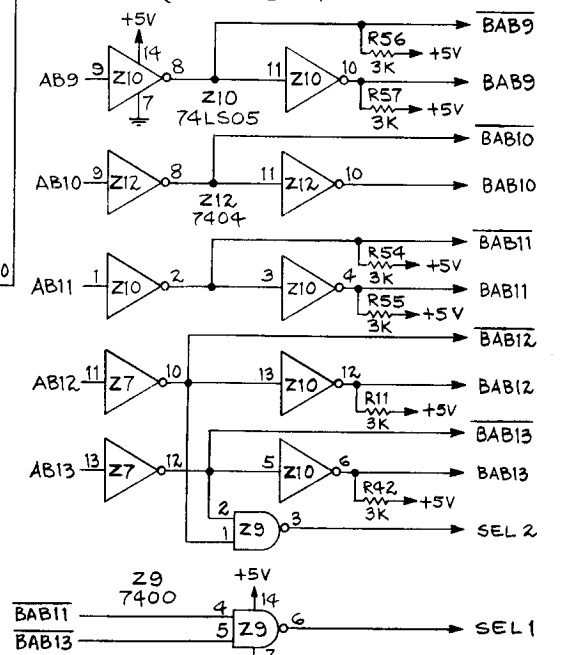 +5V
BAB9
14
R56
+5V
3K
AB9 9 Z10 8 11 Z10 10 BAB9
7
R57
+5V
3K
Z10
74LS05
BAB10
AB10 9 Z12 8 11 Z12 10 BAB10
Z12
7404
BAB11
R54
+5V
3K
0
AB11 1 Z10 2 3 Z10 4 BAB11
R55
+5V
3K
BAB12
AB12 11 Z7 10 13 Z10 12 BAB12
R11
+5V
3K
BAB13
AB13 13 Z7 12 5 Z10 6 BAB13
R42
+5V
3K
2
1
Z9 3 SEL 2
Z9
7400
+5V
14
BAB11 4
BAB13 5
Z9 6 SEL1
7